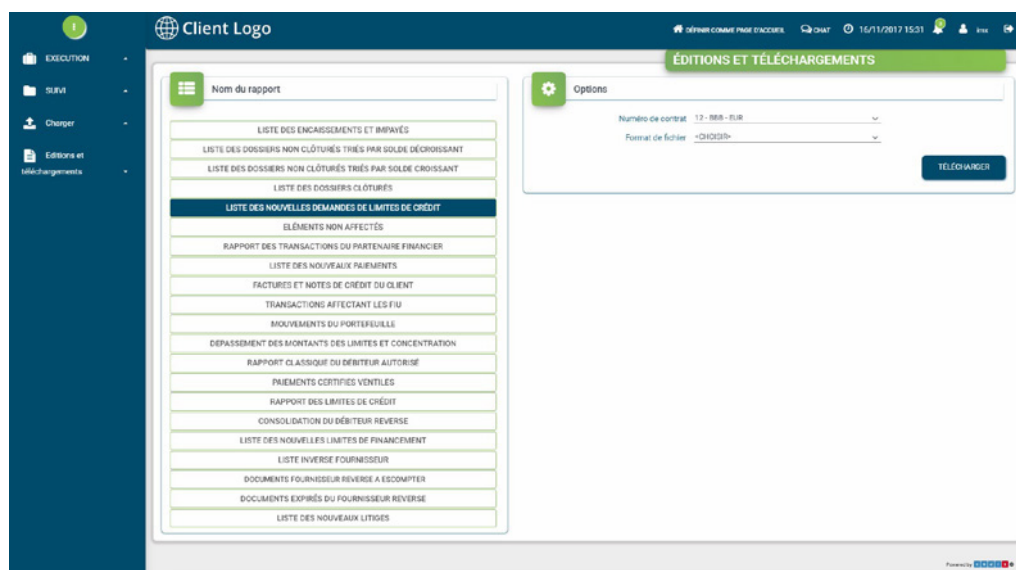 Client Logo
DÉFINIR COMME PAGE D'ACCUEIL
CHAT
16/11/2017 15:31
EXECUTION
SUIVI
Charger
Editions et
téléchargements
ÉDITIONS ET TÉLÉCHARGEMENTS
Nom du rapport
LISTE DES ENCAISSEMENTS ET IMPAYÉS
LISTE DES DOSSIERS NON CLÔTURÉS TRIÉS PAR SOLDE DÉCROISSANT
LISTE DES DOSSIERS NON CLÔTURÉS TRIÉS PAR SOLDE CROISSANT
LISTE DES DOSSIERS CLÔTURÉS
LISTE DES NOUVELLES DEMANDES DE LIMITES DE CRÉDIT
ELÉMENTS NON AFFECTÉS
RAPPORT DES TRANSACTIONS DU PARTENAIRE FINANCIER
LISTE DES NOUVEAUX PAIEMENTS
FACTURES ET NOTES DE CRÉDIT DU CLIENT
TRANSACTIONS AFFECTANT LES FIU
MOUVEMENTS DU PORTEFEUILLE
DEPASSEMENT DES MONTANTS DES LIMITES ET CONCENTRATION
RAPPORT CLASSIQUE DU DÉBITEUR AUTORISÉ
PAIEMENTS CERTIFIES VENTILES
RAPPORT DES LIMITES DE CRÉDIT
CONSOLIDATION DU DÉBITEUR REVERSE
LISTE DES NOUVELLES LIMITES DE FINANCEMENT
LISTE INVERSE FOURNISSEUR
DOCUMENTS FOURNISSEUR REVERSE A ESCOMPTER
DOCUMENTS EXPIRÉS DU FOURNISSEUR REVERSE
LISTE DES NOUVEAUX LITIGES
Options
Numéro de contrat 12 - 888 - EUR
Format de fichier <CHOISIR>
TÉLÉCHARGER
Powered by